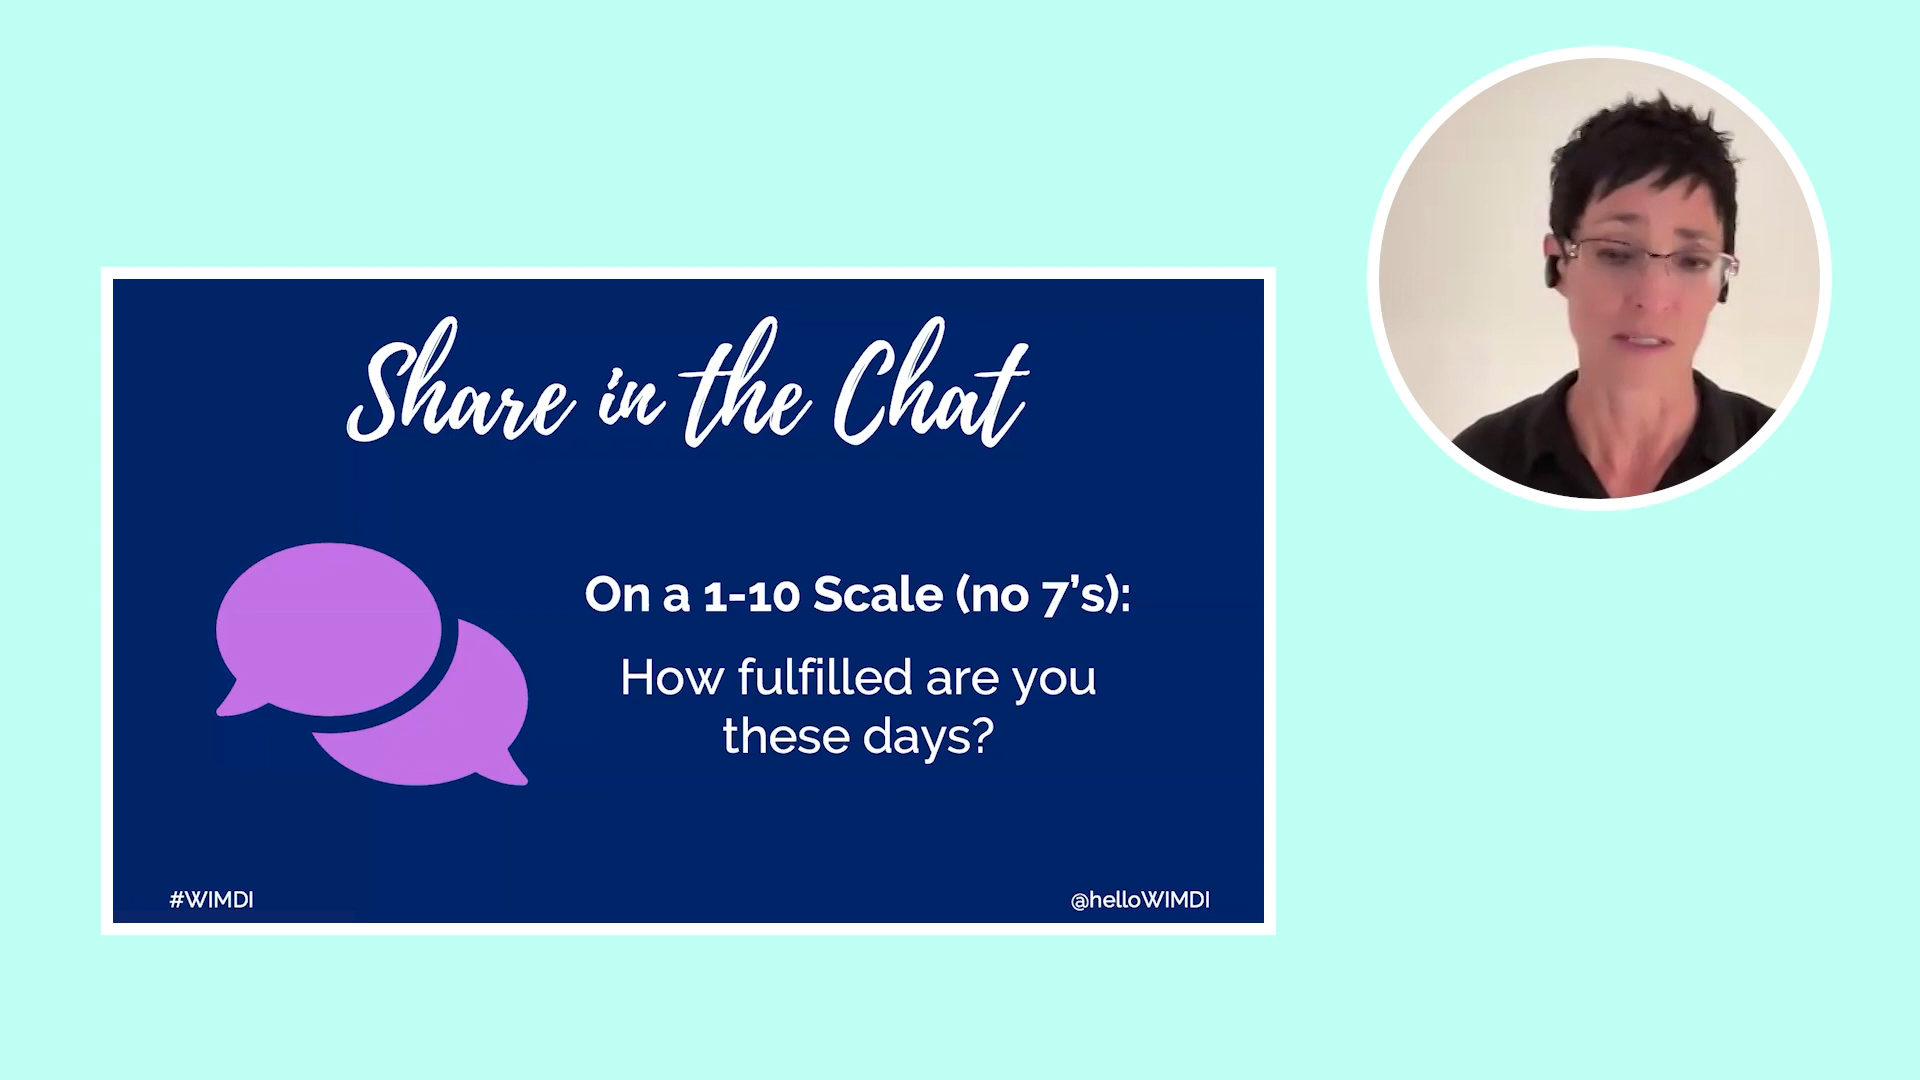 Share in the Chat
On a 1-10 Scale (no 7’s):
How fulfilled are you
these days?
#WIMDI
@helloWIMDI